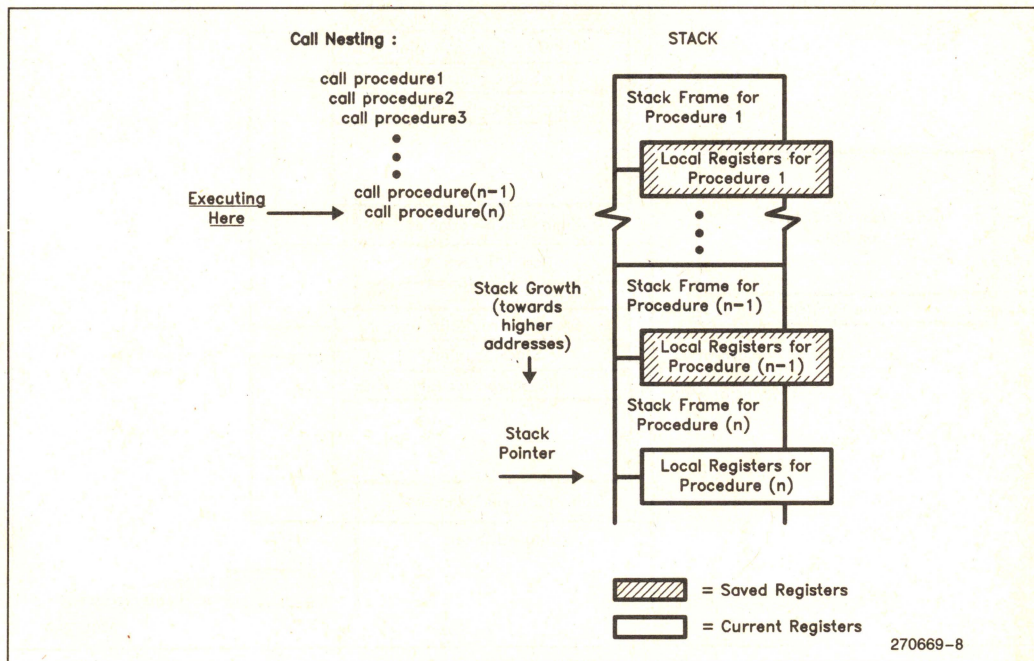 Call Nesting :
call procedure1
call procedure2
call procedure3
call procedure(n-1)
call procedure(n)
Executing
Here
Stack Growth
(towards
higher
addresses)
Stack
Pointer
STACK
Stack Frame for
Procedure 1
Local Registers for
Procedure 1
Stack Frame for
Procedure (n-1)
Local Registers for
Procedure (n-1)
Stack Frame for
Procedure (n)
Local Registers for
Procedure (n)
= Saved Registers
= Current Registers
270669-8